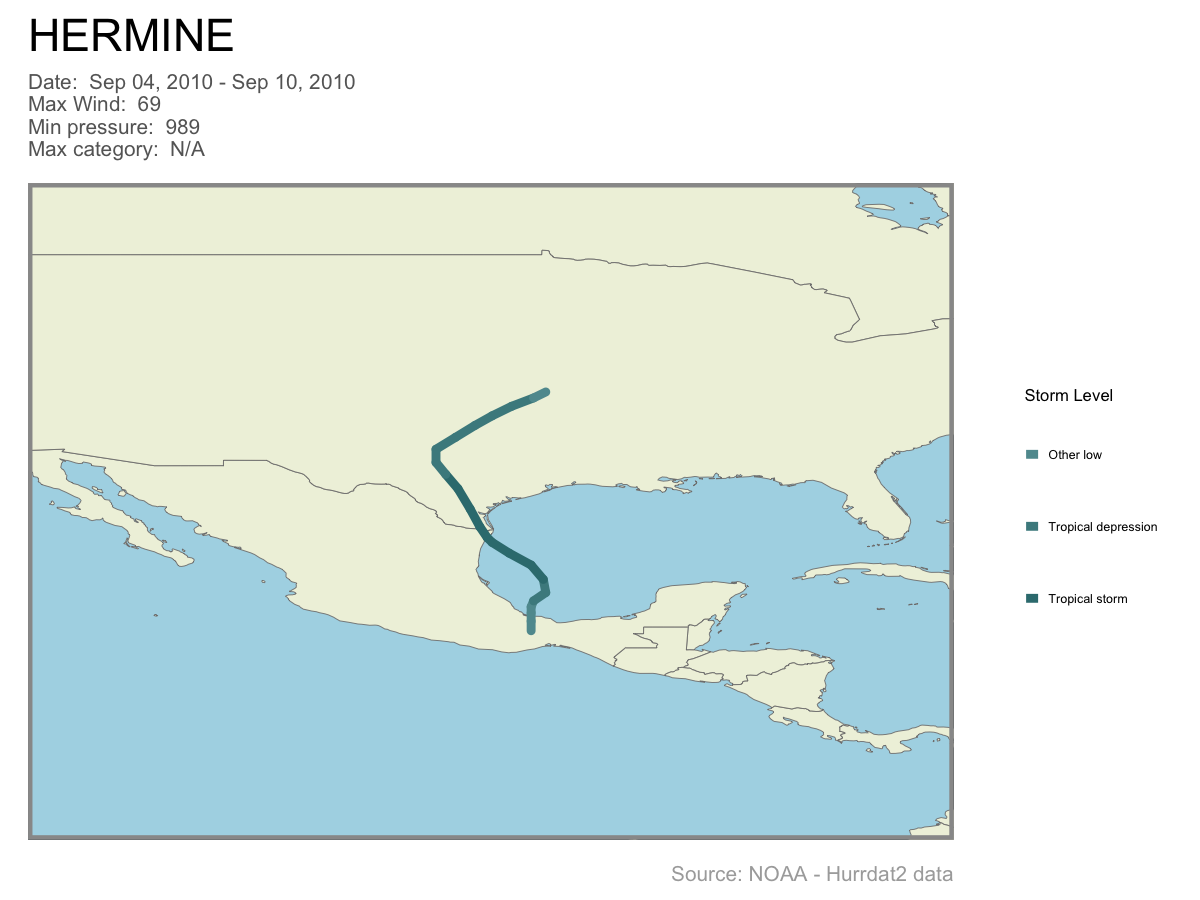 HERMINE
Date:  Sep 04, 2010 - Sep 10, 2010
Max Wind:  69
Min pressure:  989
Max category:  N/A
Storm Level
Other low
Tropical depression
Tropical storm
Source: NOAA - Hurrdat2 data